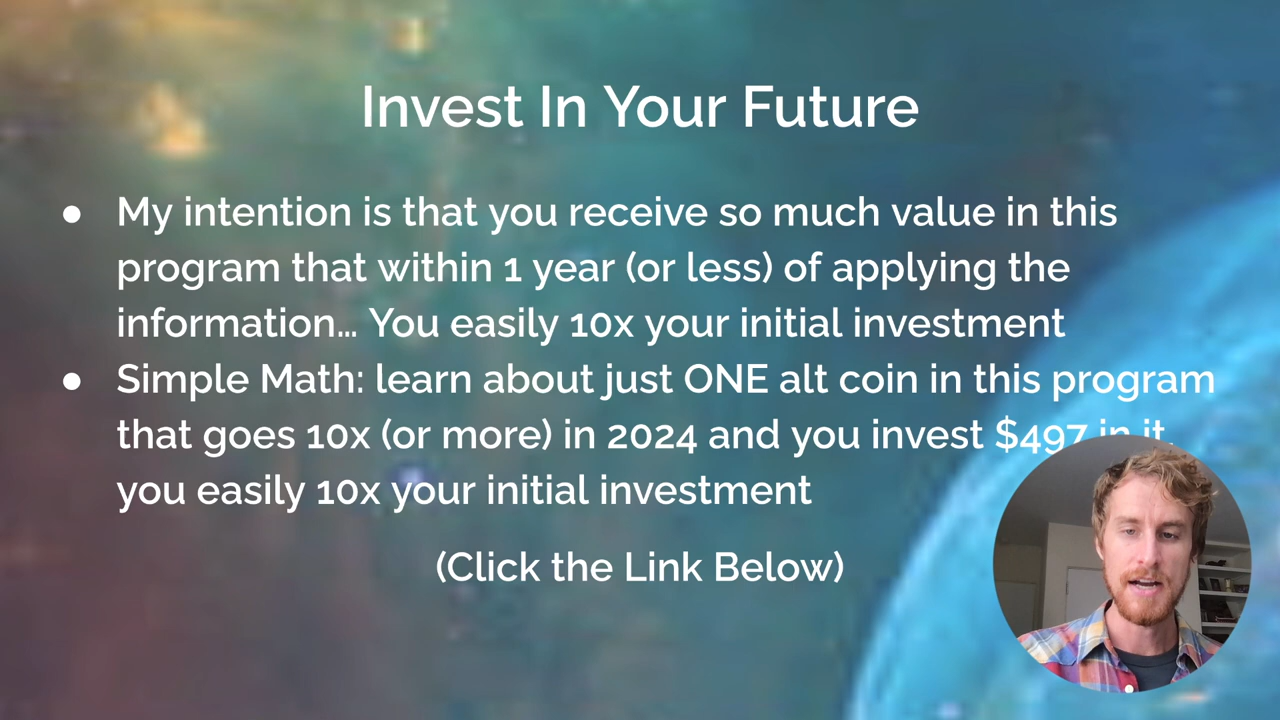 Invest In Your Future
● My intention is that you receive so much value in this
program that within 1 year (or less) of applying the
information... You easily 10x your initial investment
● Simple Math: learn about just ONE alt coin in this program
that goes 10x (or more) in 2024 and you invest $497 in it,
you easily 10x your initial investment
(Click the Link Below)